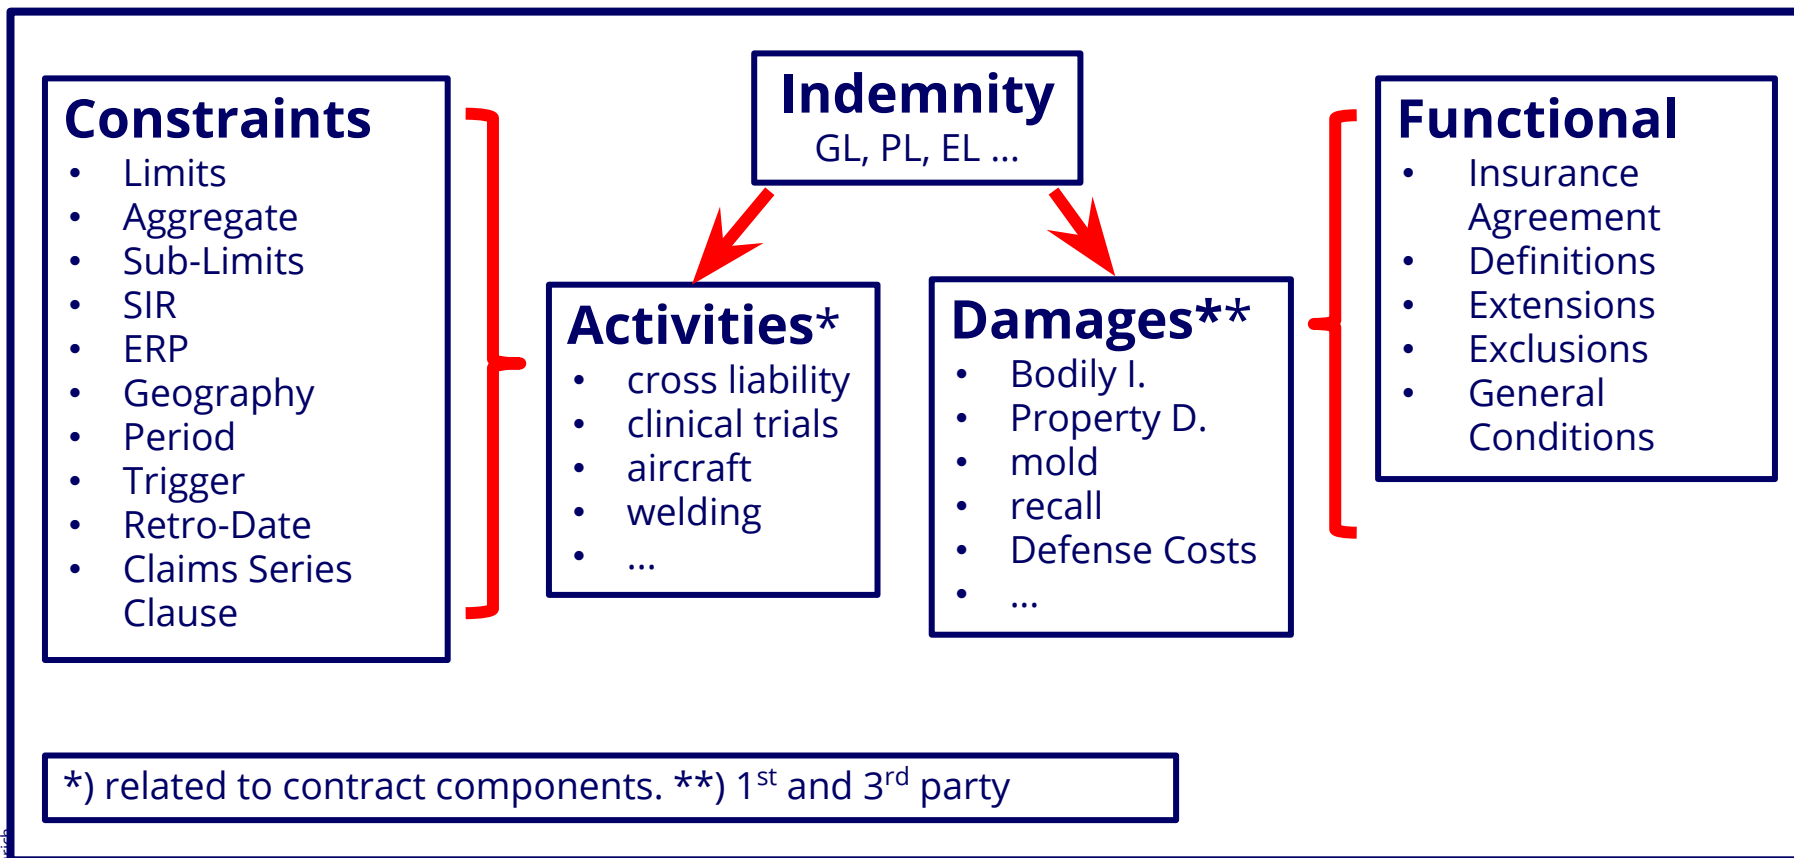 Indemnity
GL, PL, EL ...
Constraints
• Limits
• Aggregate
• Sub-Limits
• SIR
• ERP
• Geography
• Period
• Trigger
• Retro-Date
• Claims Series
Clause
Activities*
• cross liability
• clinical trials
• aircraft
• welding
• ...
Damages**
• Bodily I.
• Property D.
• mold
• recall
• Defense Costs
• ...
Functional
• Insurance
Agreement
• Definitions
• Extensions
• Exclusions
• General
Conditions
*) related to contract components. **) 1st and 3rd party